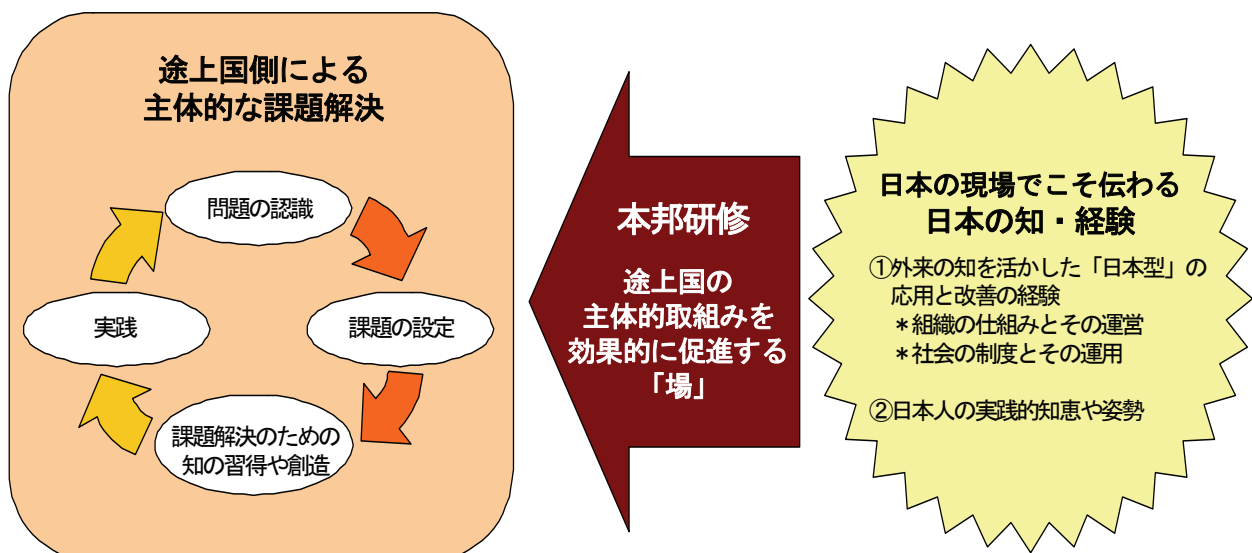 途上国側による
主体的な課題解決
問題の認識
課題の設定
課題解決のための
知の習得や創造
実践
本邦研修
途上国の
主体的取組みを
効果的に促進する
「場」
日本の現場でこそ伝わる
日本の知・経験
①外来の知を活かした「日本型」の
応用と改善の経験
＊組織の仕組みとその運営
＊社会の制度とその運用
②日本人の実践的知恵や姿勢